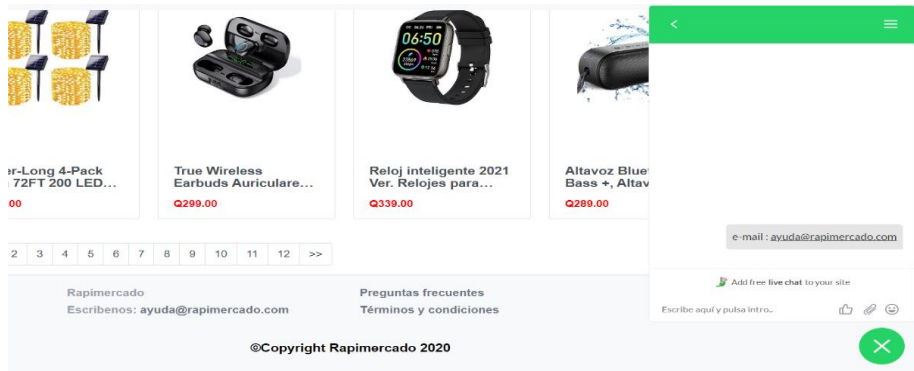 er-Long 4-Pack
72FT 200 LED...
00
True Wireless
Earbuds Auriculare...
Q299.00
06:50
Reloj inteligente 2021
Ver. Relojes para...
Q339.00
Altavoz Blue
Bass +, Altav
Q289.00
2 3 4 5 6 7 8 9 10 11 12 >>
Rapimercado
Escribenos: ayuda@rapimercado.com
Preguntas frecuentes
Términos y condiciones
©Copyright Rapimercado 2020
<
e-mail : ayuda@rapimercado.com
Add free live chat to your site
Escribe aquí y pulsa intro..